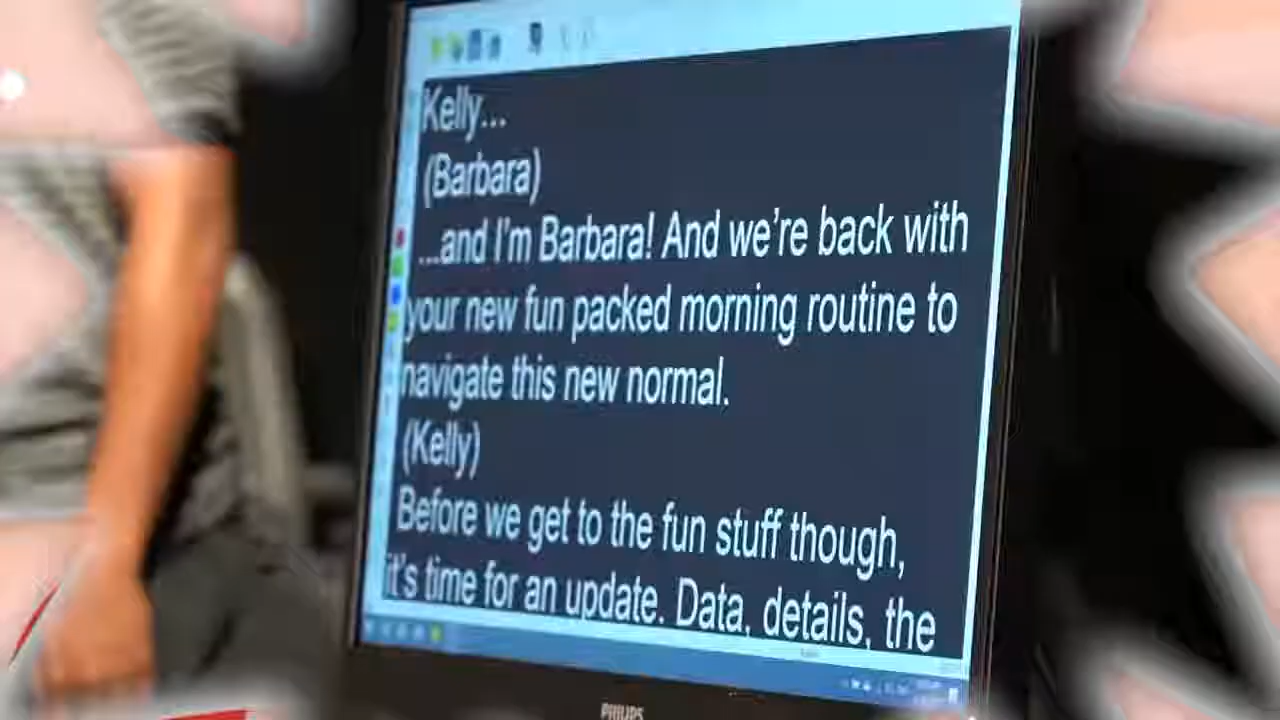 Kelly...
(Barbara)
...and I'm Barbara! And we're back with
your new fun packed morning routine to
navigate this new normal.
(Kelly)
Before we get to the fun stuff though,
it's time for an update. Data, details, the
PHILIPS